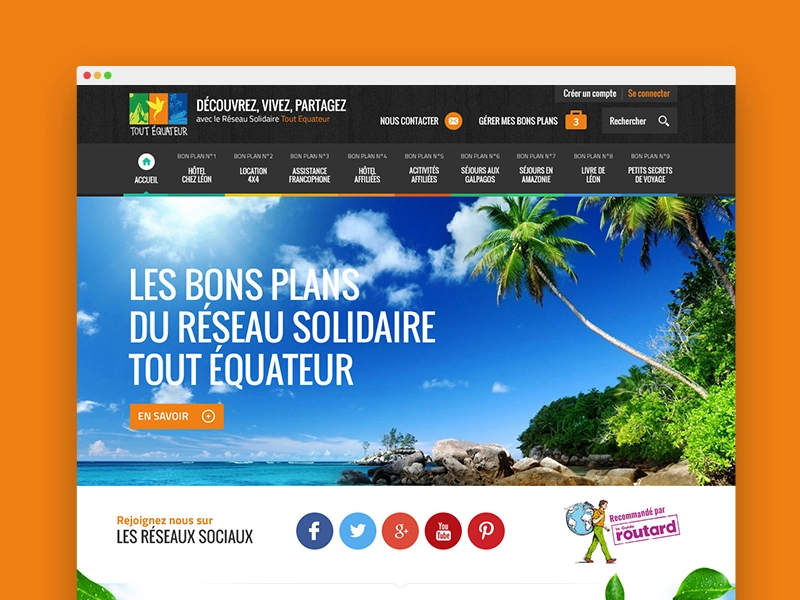 Créer un compte
Se connecter
TOUT ÉQUATEUR
DÉCOUVREZ, VIVEZ, PARTAGEZ
avec le Réseau Solidaire Tout Equateur
NOUS CONTACTER
GÉRER MES BONS PLANS
3
Rechercher
ACCUEIL
BON PLAN N°1
HÔTEL
CHEZ LÉON
BON PLAN N°2
LOCATION
4X4
BON PLAN N°3
ASSISTANCE
FRANCOPHONE
BON PLAN N°4
HÔTEL
AFFILIÉES
BON PLAN N°5
ACITIVITÉS
AFFILIÉES
BON PLAN N°6
SÉJOURS AUX
GALPAGOS
BON PLAN N°7
SÉJOURS EN
AMAZONIE
BON PLAN N°8
LIVRE DE
LÉON
BON PLAN N°9
PETITS SECRETS
DE VOYAGE
LES BONS PLANS
DU RÉSEAU SOLIDAIRE
TOUT ÉQUATEUR
EN SAVOIR
Rejoignez nous sur
LES RÉSEAUX SOCIAUX
f
g+
You
Tube
Recommandé par
le Guide
routard